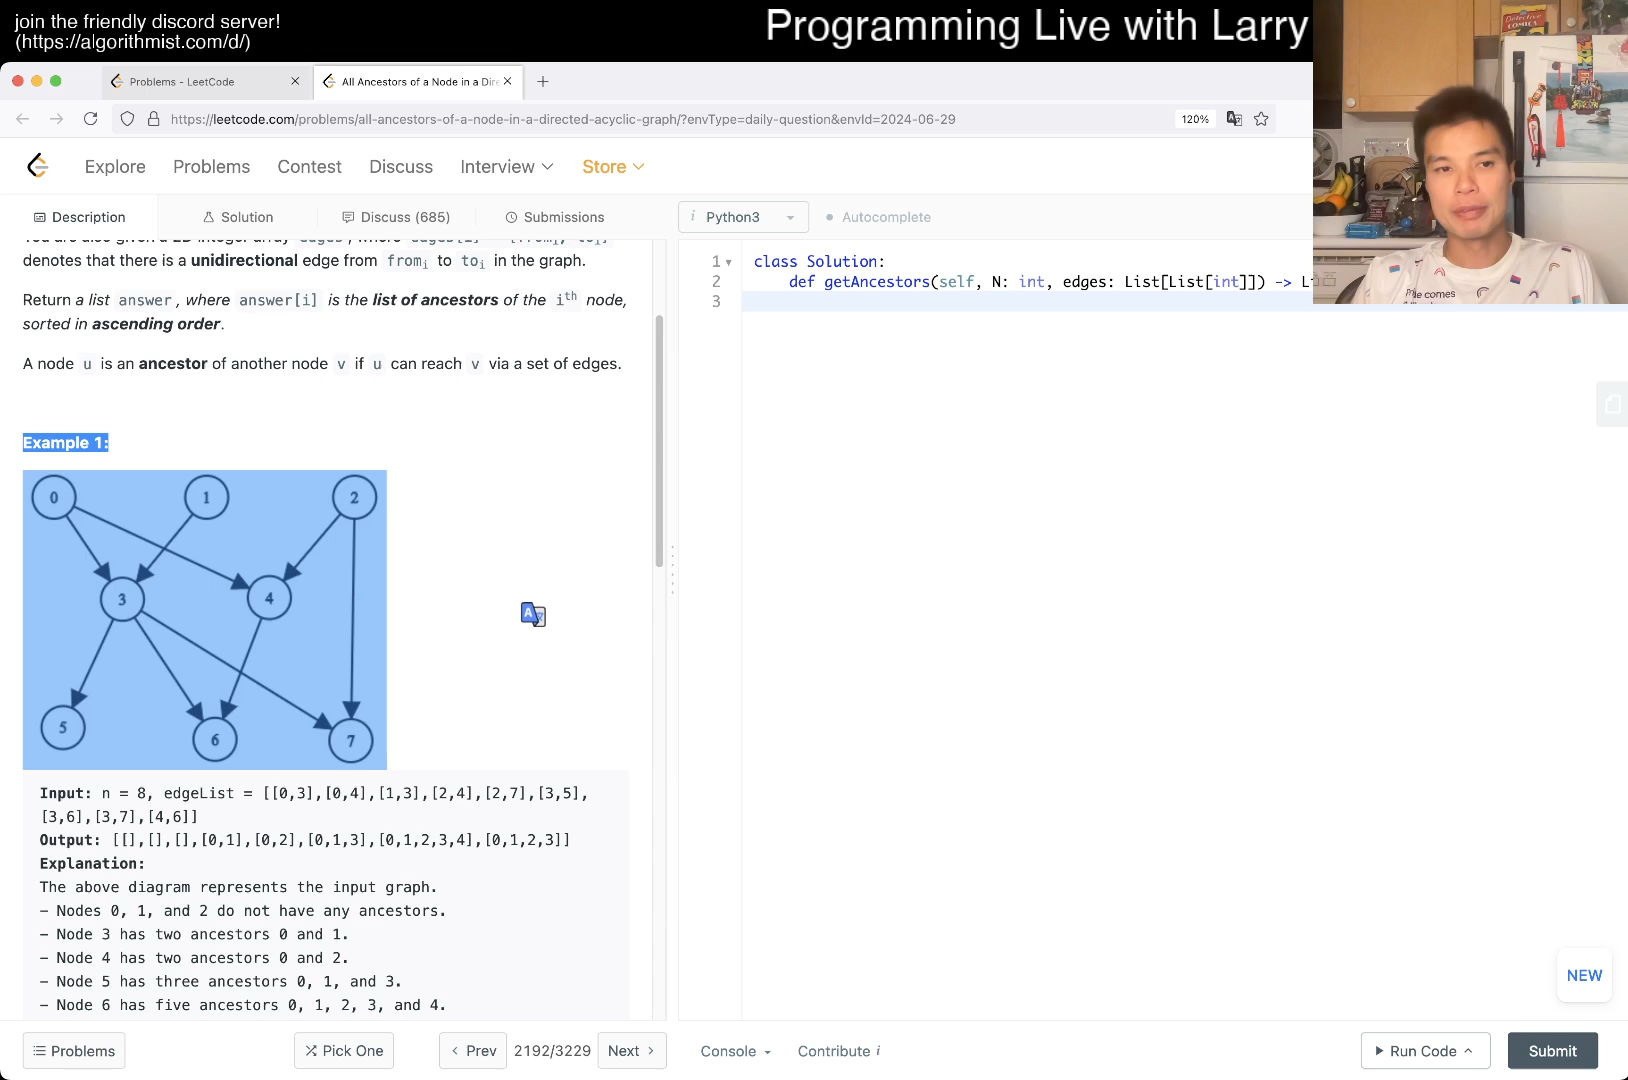 join the friendly discord server!
(https://algorithmist.com/d/)
Programming Live with Larry
Problems - LeetCode
All Ancestors of a Node in a Dire
https://leetcode.com/problems/all-ancestors-of-a-node-in-a-directed-acyclic-graph/?envType=daily-question&envId=2024-06-29
120%
Explore Problems Contest Discuss Interview Store
Description Solution Discuss (685) Submissions
i Python3 Autocomplete
denotes that there is a unidirectional edge from fromi to toi in the graph.
Return a list answer, where answer[i] is the list of ancestors of the ith node,
sorted in ascending order.
A node u is an ancestor of another node v if u can reach v via a set of edges.
Example 1:
0 1 2
3 4
5 6 7
Input: n = 8, edgeList = [[0,3],[0,4],[1,3],[2,4],[2,7],[3,5],
[3,6],[3,7],[4,6]]
Output: [[],[],[],[0,1],[0,2],[0,1,3],[0,1,2,3,4],[0,1,2,3]]
Explanation:
The above diagram represents the input graph.
- Nodes 0, 1, and 2 do not have any ancestors.
- Node 3 has two ancestors 0 and 1.
- Node 4 has two ancestors 0 and 2.
- Node 5 has three ancestors 0, 1, and 3.
- Node 6 has five ancestors 0, 1, 2, 3, and 4.
1 class Solution:
2 def getAncestors(self, N: int, edges: List[List[int]]) -> Li
3
NEW
Problems Pick One Prev 2192/3229 Next Console Contribute i Run Code Submit